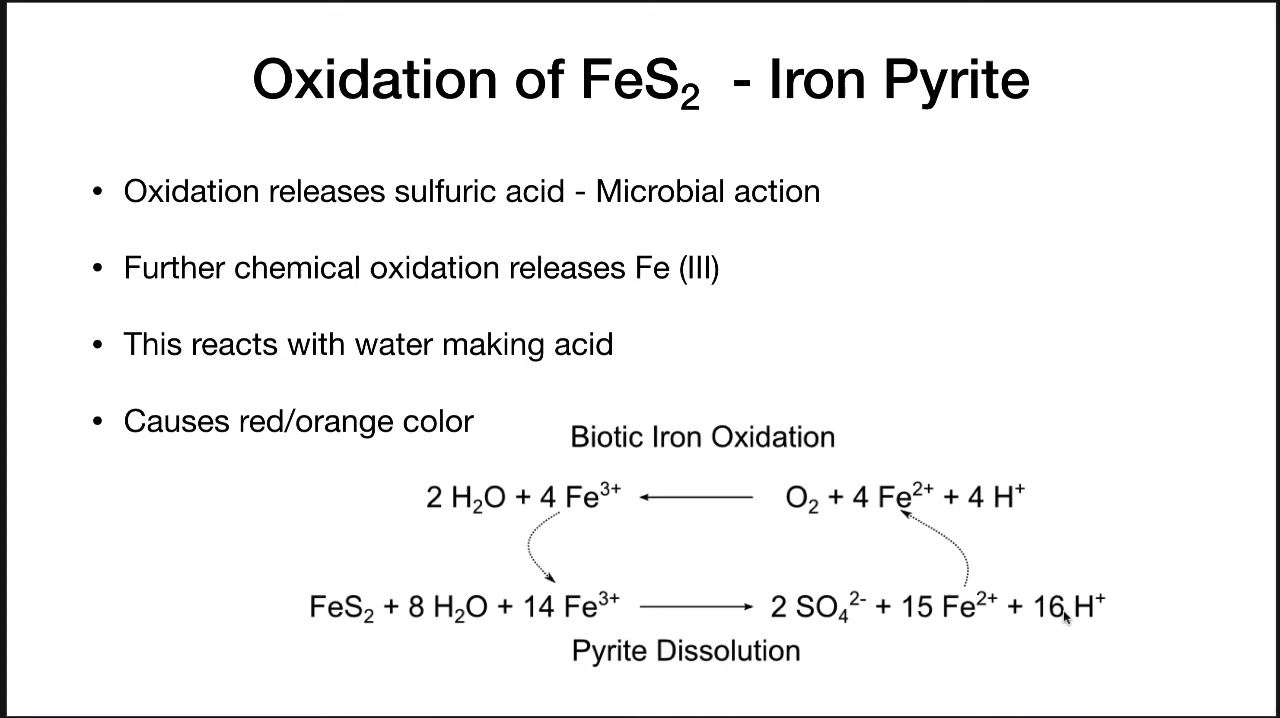 Oxidation of FeS₂ - Iron Pyrite
• Oxidation releases sulfuric acid - Microbial action
• Further chemical oxidation releases Fe (III)
• This reacts with water making acid
• Causes red/orange color
Biotic Iron Oxidation
2 H₂O + 4 Fe³⁺ ← O₂ + 4 Fe²⁺ + 4 H⁺
FeS₂ + 8 H₂O + 14 Fe³⁺ → 2 SO₄²⁻ + 15 Fe²⁺ + 16 H⁺
Pyrite Dissolution